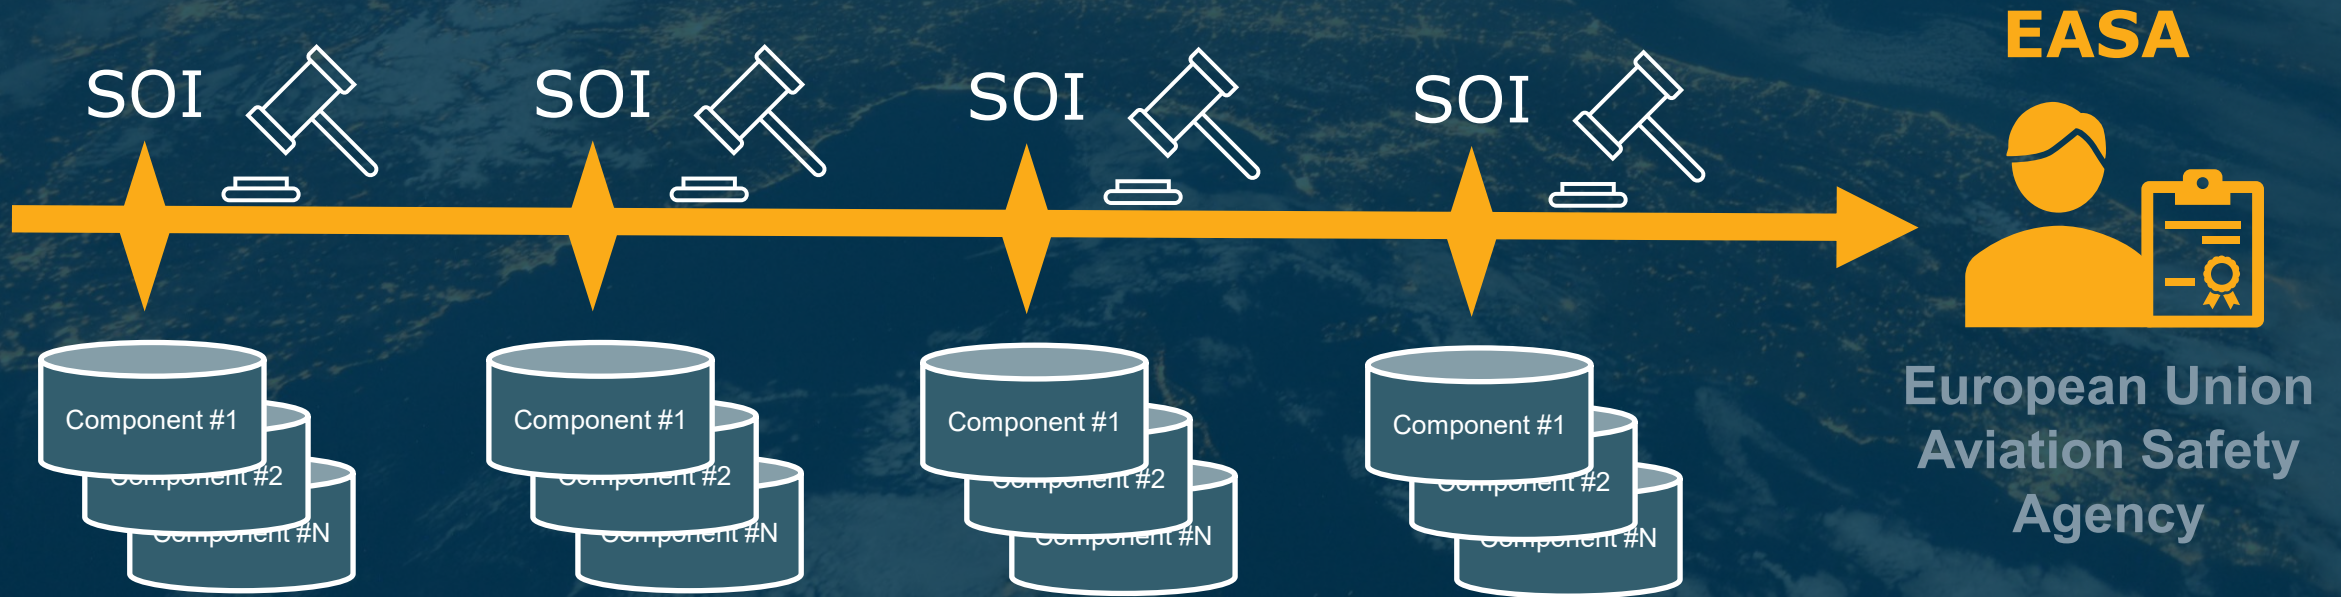 EASA
SOI
SOI
SOI
SOI
Component #1
Component #2
Component #N
Component #1
Component #2
Component #N
Component #1
Component #2
Component #N
Component #1
Component #2
Component #N
European Union
Aviation Safety
Agency